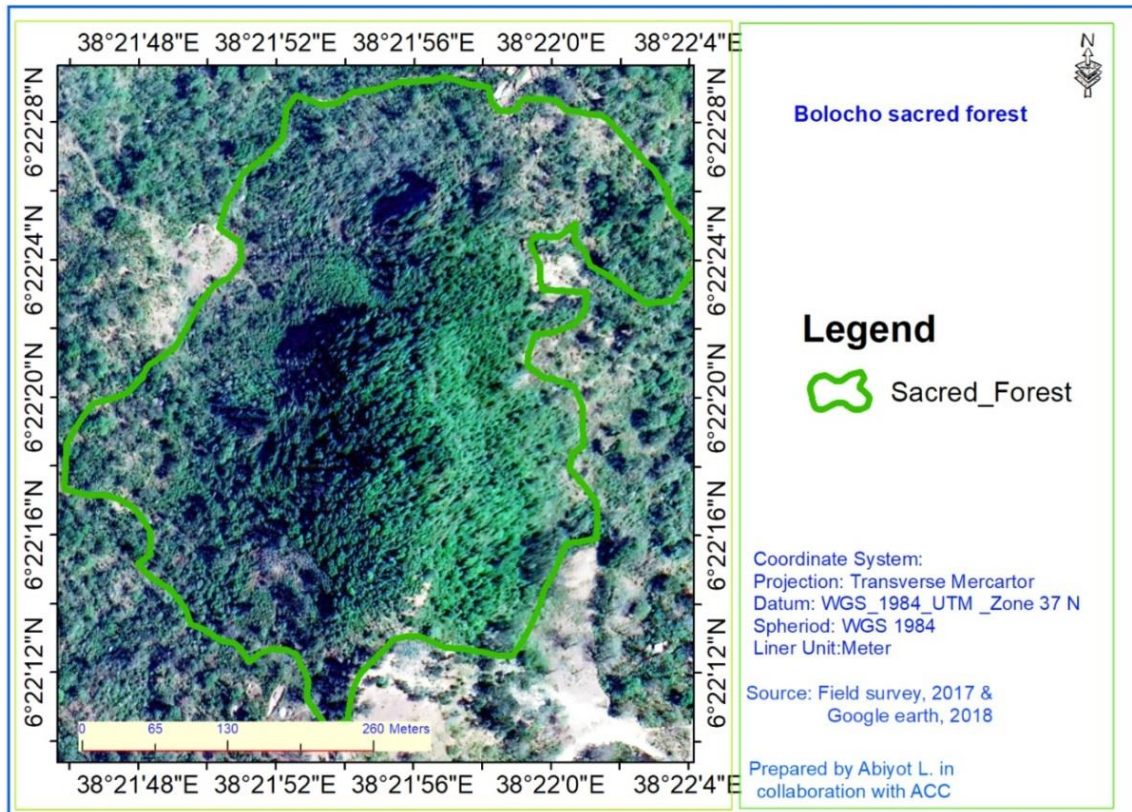 38°21'48"E 38°21'52"E 38°21'56"E 38°22'0"E 38°22'4"E
6°22'28"N
6°22'24"N
6°22'20"N
6°22'16"N
6°22'12"N
6°22'28"N
6°22'24"N
6°22'20"N
6°22'16"N
6°22'12"N
0 65 130 260 Meters
38°21'48"E 38°21'52"E 38°21'56"E 38°22'0"E 38°22'4"E
N
Bolocho sacred forest
Legend
Sacred_Forest
Coordinate System:
Projection: Transverse Mercartor
Datum: WGS_1984_UTM _Zone 37 N
Spheriod: WGS 1984
Liner Unit:Meter
Source: Field survey, 2017 &
Google earth, 2018
Prepared by Abiyot L. in
collaboration with ACC